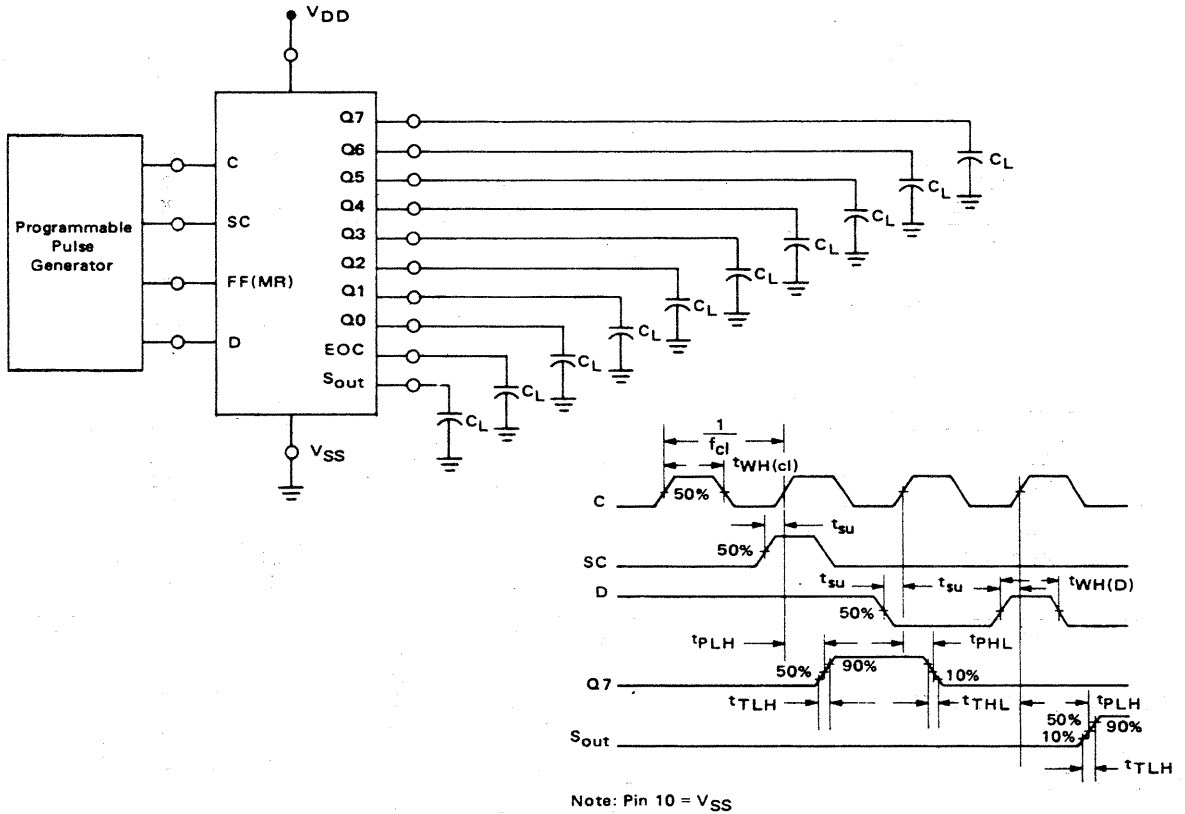 VDD
Programmable
Pulse
Generator
C
SC
FF(MR)
D
Q7
Q6
Q5
Q4
Q3
Q2
Q1
Q0
EOC
Sout
CL
CL
CL
CL
CL
CL
CL
CL
CL
CL
VSS
1
fcl
tWH(cl)
C
50%
tsu
50%
SC
D
tsu
tsu
tWH(D)
50%
tPLH
tPHL
50%
90%
10%
Q7
tTLH
tTHL
tPLH
50%
90%
10%
Sout
tTLH
Note: Pin 10 = VSS